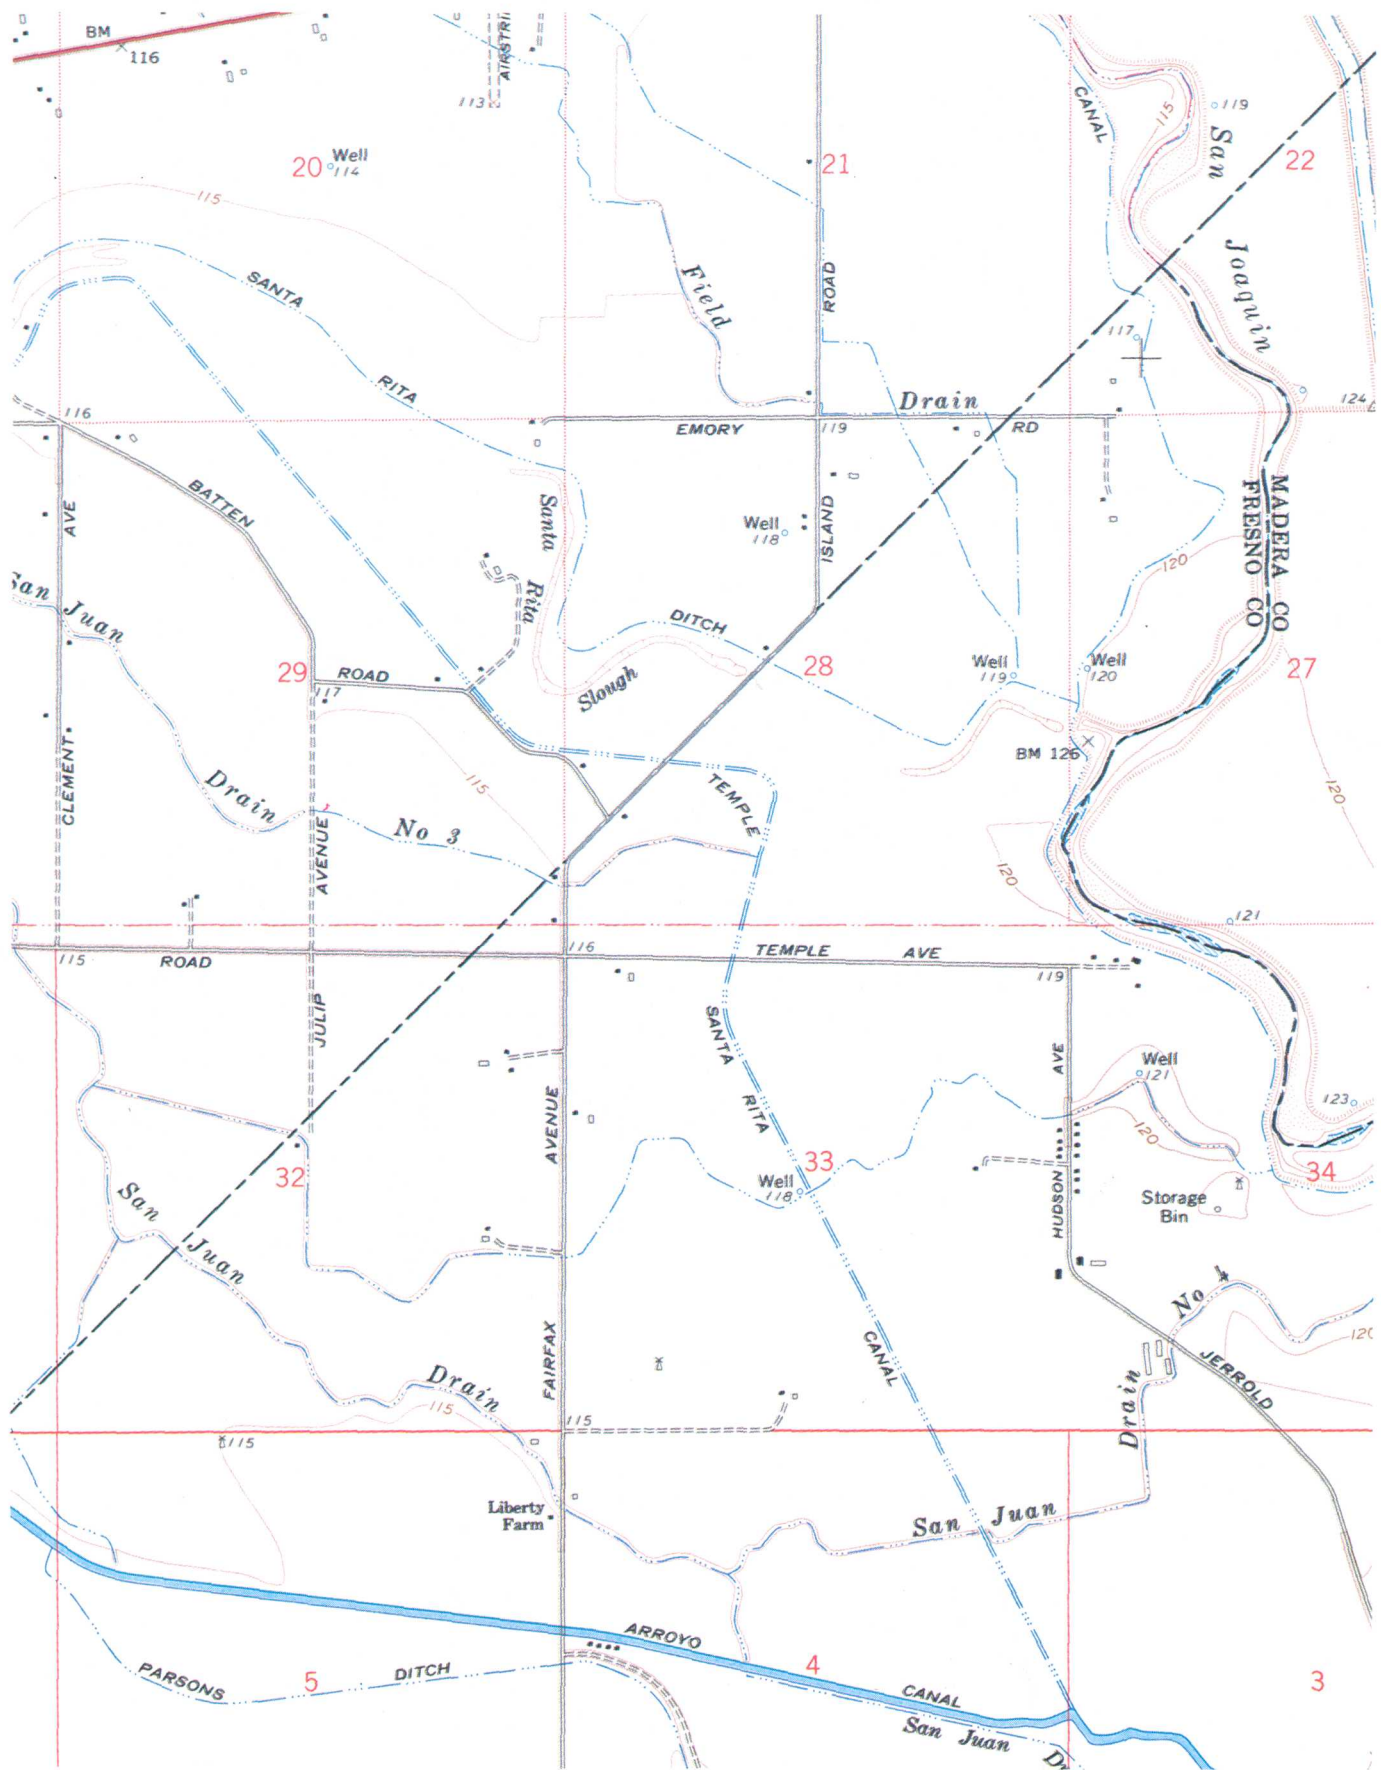 BM
116
AIRSTRI
113
CANAL
115
119
San
20
Well
114
21
22
115
SANTA
Field
ROAD
Joaquin
117
RITA
116
EMORY
119
Drain
RD
124
BATTEN
AVE
Santa
Well
118
ISLAND
MADERA CO
FRESNO CO
120
San Juan
Rita
DITCH
29
ROAD
117
Slough
28
Well
119
Well
120
27
BM 126
CLEMENT
Drain
115
TEMPLE
120
AVENUE
No 3
120
121
115
ROAD
116
TEMPLE AVE
119
JULIP
SANTA
AVE
Well
121
123
RITA
AVENUE
120
32
Well
118
33
HUDSON
34
Storage
Bin
San
Juan
No
120
FAIRFAX
CANAL
JERROLD
Drain
115
115
Drain
115
Liberty
Farm
San Juan
ARROYO
PARSONS
DITCH
5
4
3
CANAL
San Juan